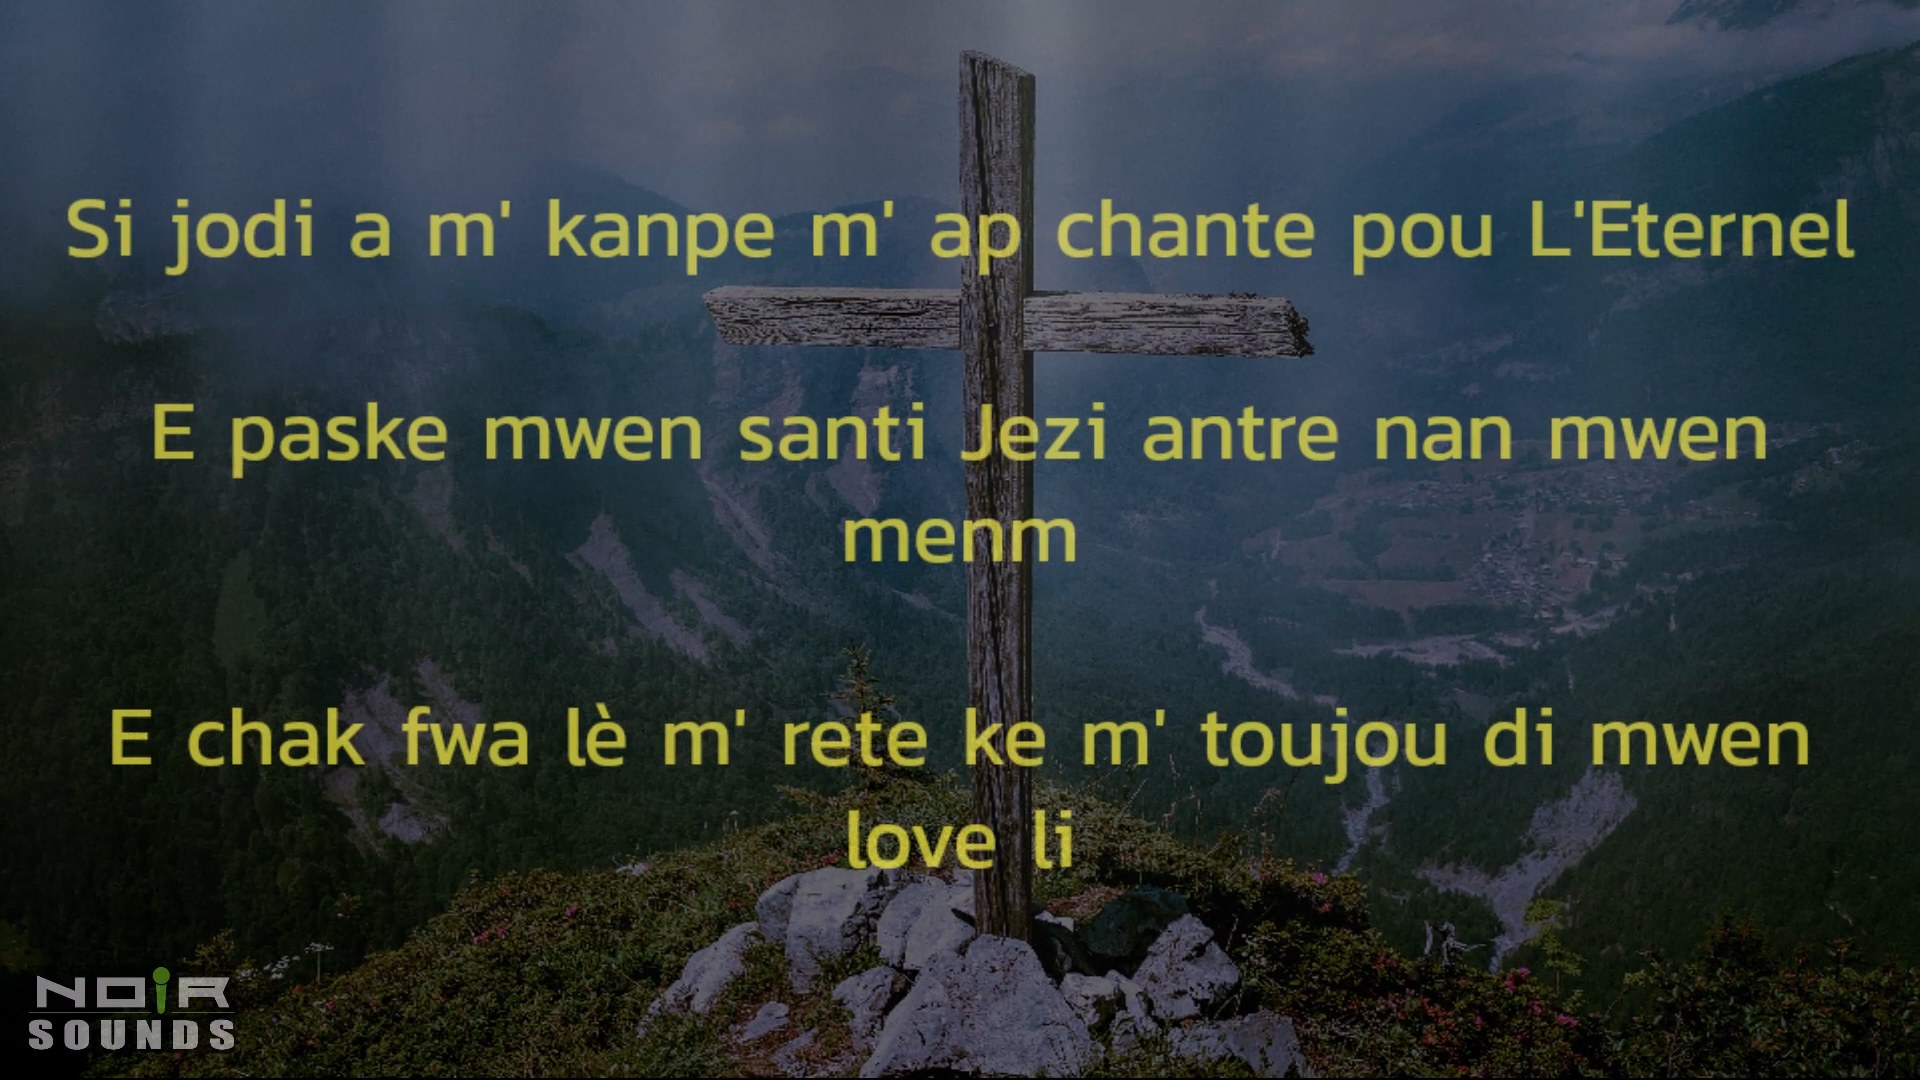 Si jodi a m' kanpe m' ap chante pou L'Eternel
E paske mwen santi Jezi antre nan mwen
menm
E chak fwa lè m' rete ke m' toujou di mwen
love li
NOIR
SOUNDS